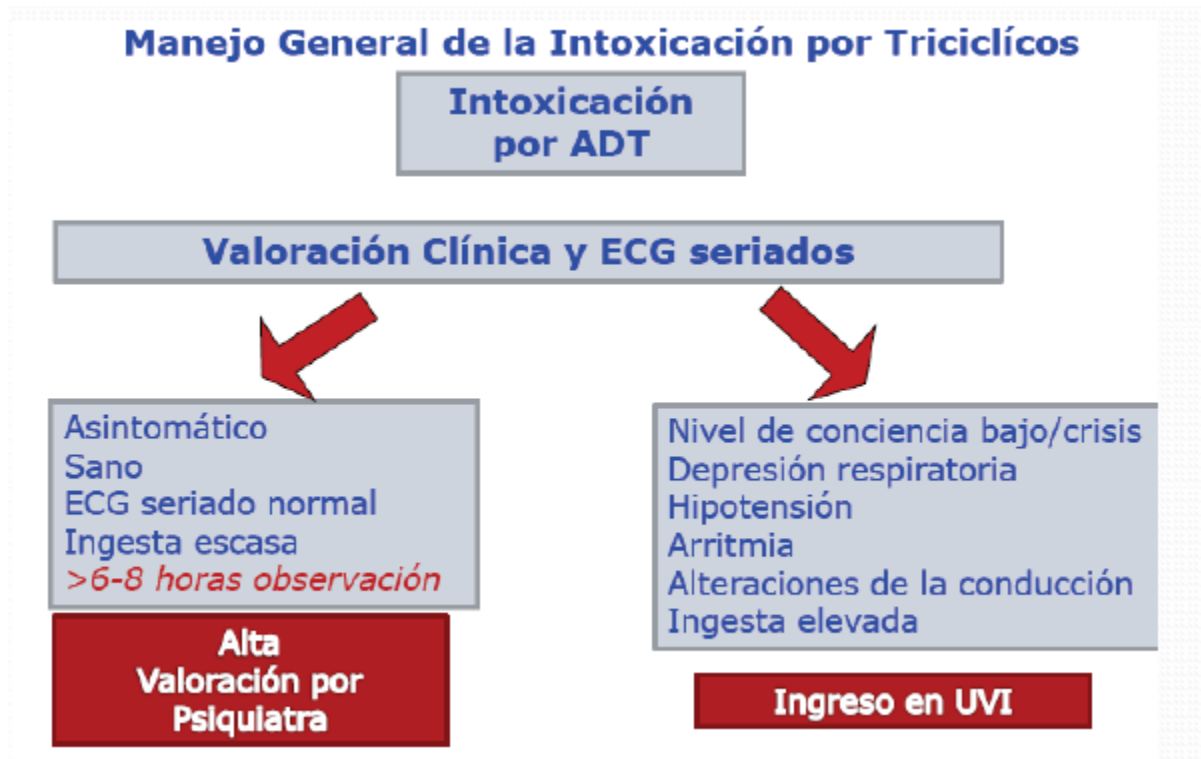 Manejo General de la Intoxicación por Triciclícos
Intoxicación
por ADT
Valoración Clínica y ECG seriados
Asintomático
Sano
ECG seriado normal
Ingesta escasa
>6-8 horas observación
Alta
Valoración por
Psiquiatra
Nivel de conciencia bajo/crisis
Depresión respiratoria
Hipotensión
Arritmia
Alteraciones de la conducción
Ingesta elevada
Ingreso en UVI